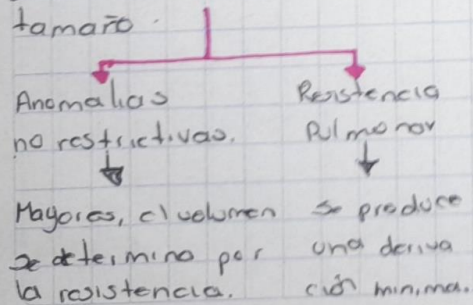 tamaño.
Anomalias
no restrictivas.
Mayores, el volumen
se determina por
la resistencia.
Resistencia
Pulmonar
se produce
una deriva
ción minima.